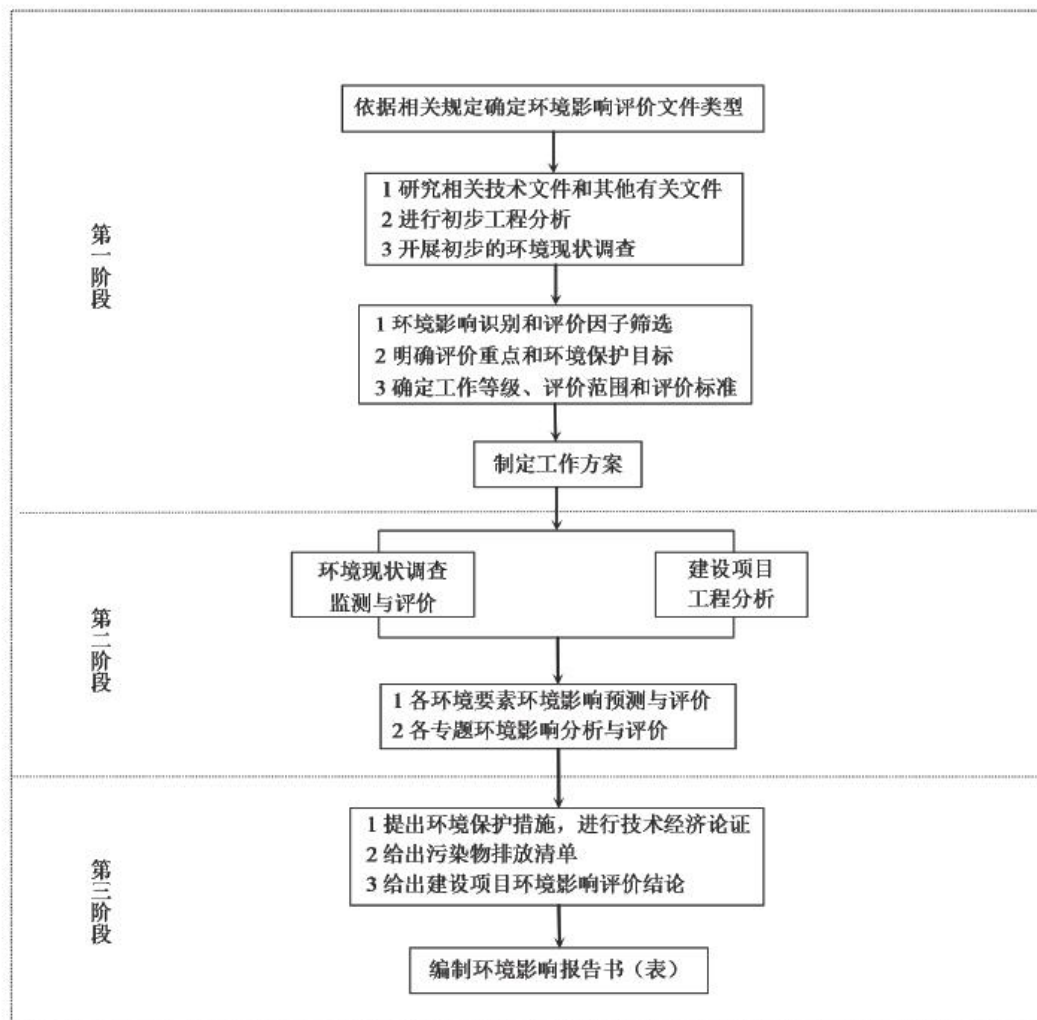 依据相关规定确定环境影响评价文件类型
1 研究相关技术文件和其他有关文件
2 进行初步工程分析
3 开展初步的环境现状调查
第一阶段
1 环境影响识别和评价因子筛选
2 明确评价重点和环境保护目标
3 确定工作等级、评价范围和评价标准
制定工作方案
环境现状调查
监测与评价
建设项目
工程分析
第二阶段
1 各环境要素环境影响预测与评价
2 各专题环境影响分析与评价
1 提出环境保护措施，进行技术经济论证
2 给出污染物排放清单
3 给出建设项目环境影响评价结论
第三阶段
编制环境影响报告书（表）